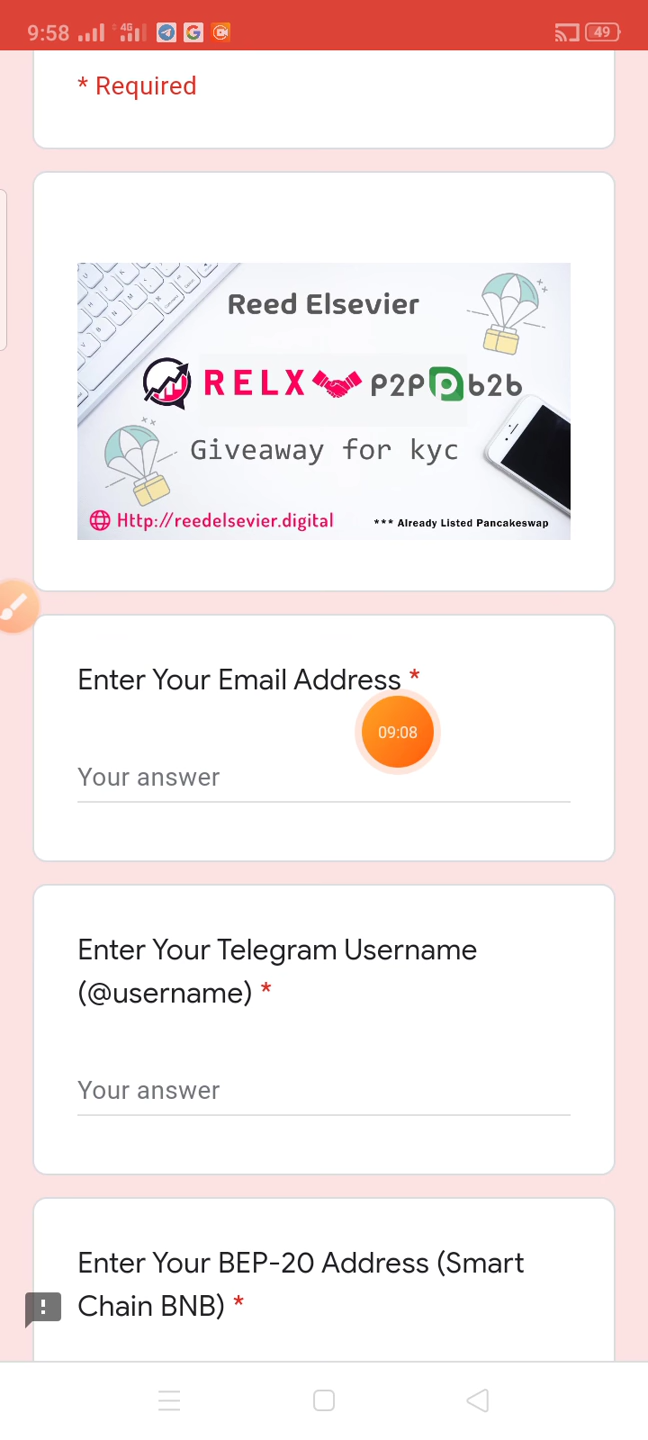 9:58 4G 49
* Required
Reed Elsevier
RELX P2P b2b
Giveaway for kyc
Http://reedelsevier.digital *** Already Listed Pancakeswap
Enter Your Email Address *
09:08
Your answer
Enter Your Telegram Username
(@username) *
Your answer
Enter Your BEP-20 Address (Smart
Chain BNB) *